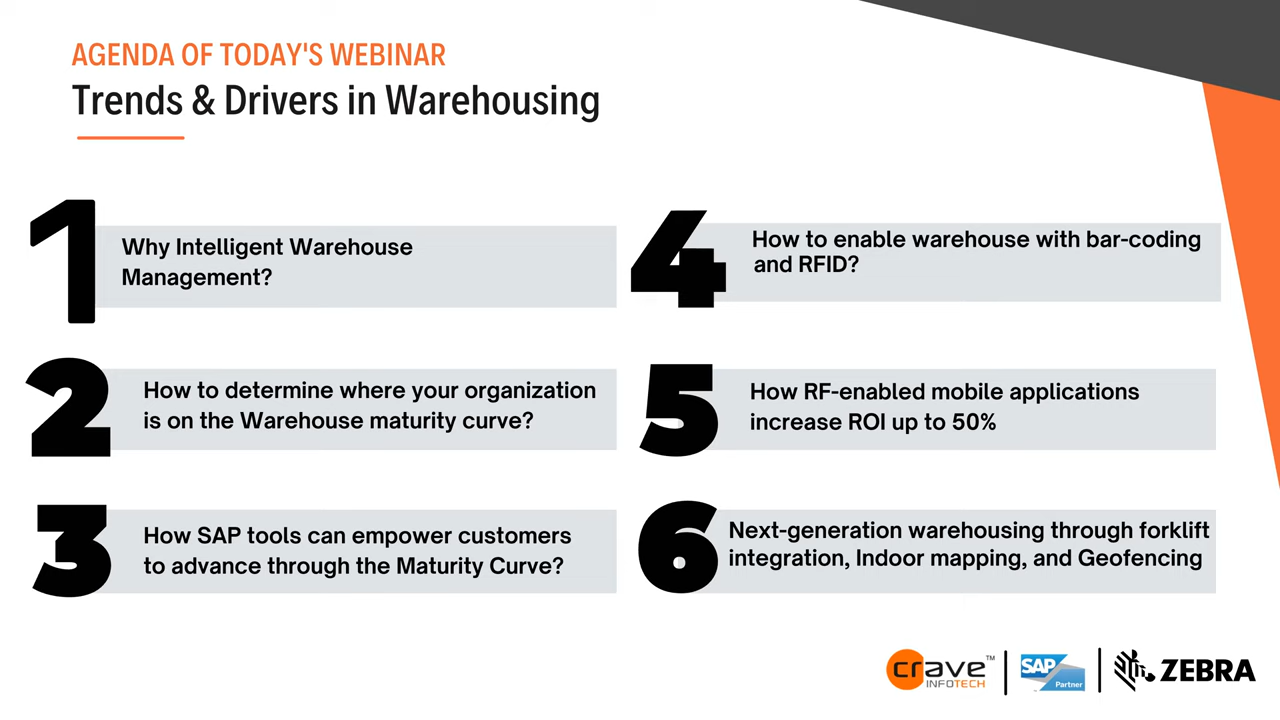 AGENDA OF TODAY'S WEBINAR
Trends & Drivers in Warehousing
1
Why Intelligent Warehouse
Management?
2
How to determine where your organization
is on the Warehouse maturity curve?
3
How SAP tools can empower customers
to advance through the Maturity Curve?
4
How to enable warehouse with bar-coding
and RFID?
5
How RF-enabled mobile applications
increase ROI up to 50%
6
Next-generation warehousing through forklift
integration, Indoor mapping, and Geofencing
crave™
INFOTECH
SAP
Partner
ZEBRA